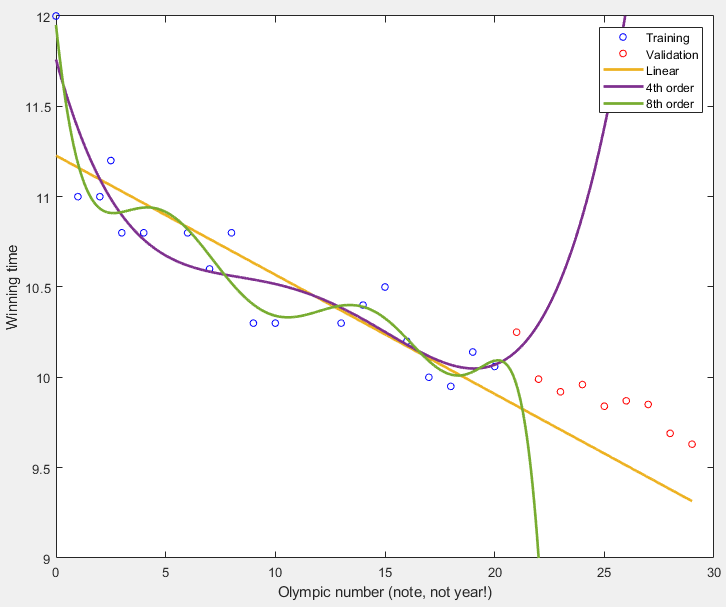 12
11.5
11
10.5
10
9.5
9
0 5 10 15 20 25 30
Winning time
Olympic number (note, not year!)
Training
Validation
Linear
4th order
8th order